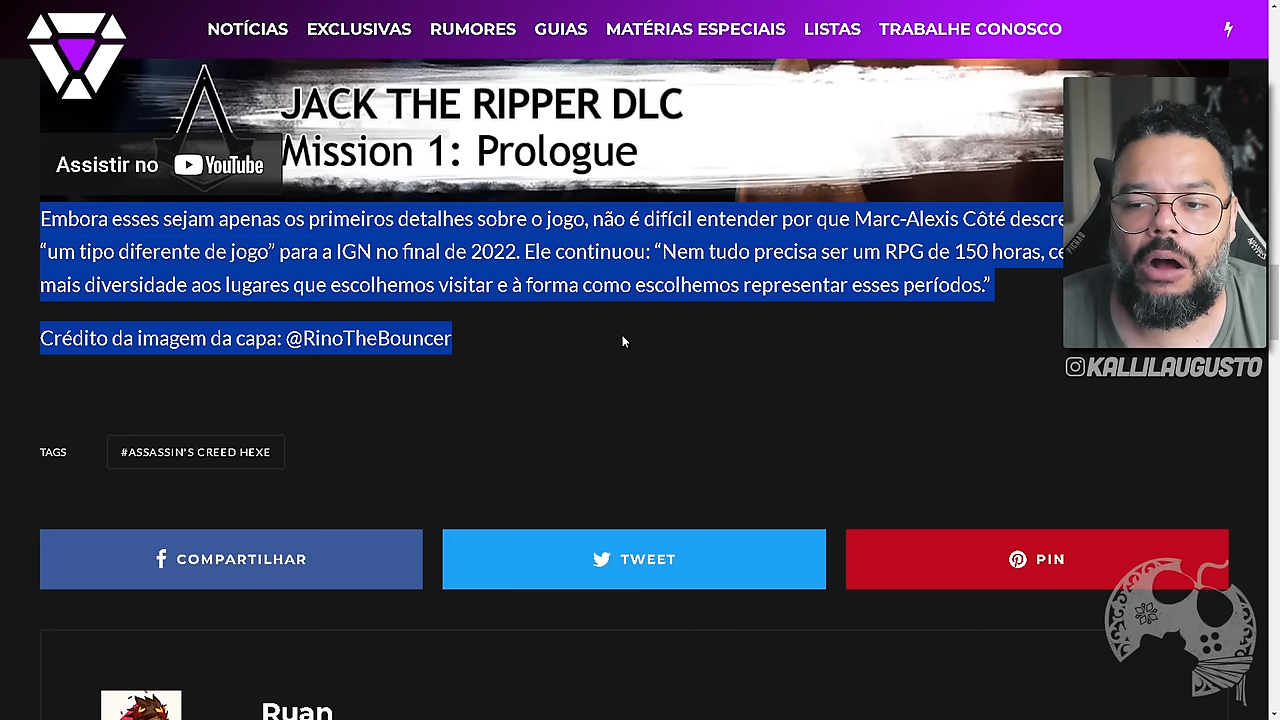 NOTÍCIAS EXCLUSIVAS RUMORES GUIAS MATÉRIAS ESPECIAIS LISTAS TRABALHE CONOSCO
JACK THE RIPPER DLC
Mission 1: Prologue
Assistir no YouTube
Embora esses sejam apenas os primeiros detalhes sobre o jogo, não é difícil entender por que Marc-Alexis Côté
“um tipo diferente de jogo” para a IGN no final de 2022. Ele continuou: “Nem tudo precisa ser um RPG de 150 horas,
mais diversidade aos lugares que escolhemos visitar e à forma como escolhemos representar esses períodos.”
Crédito da imagem da capa: @RinoTheBouncer
KALLILAUGUSTO
TAGS #ASSASSIN'S CREED HEXE
COMPARTILHAR TWEET PIN
Ruan